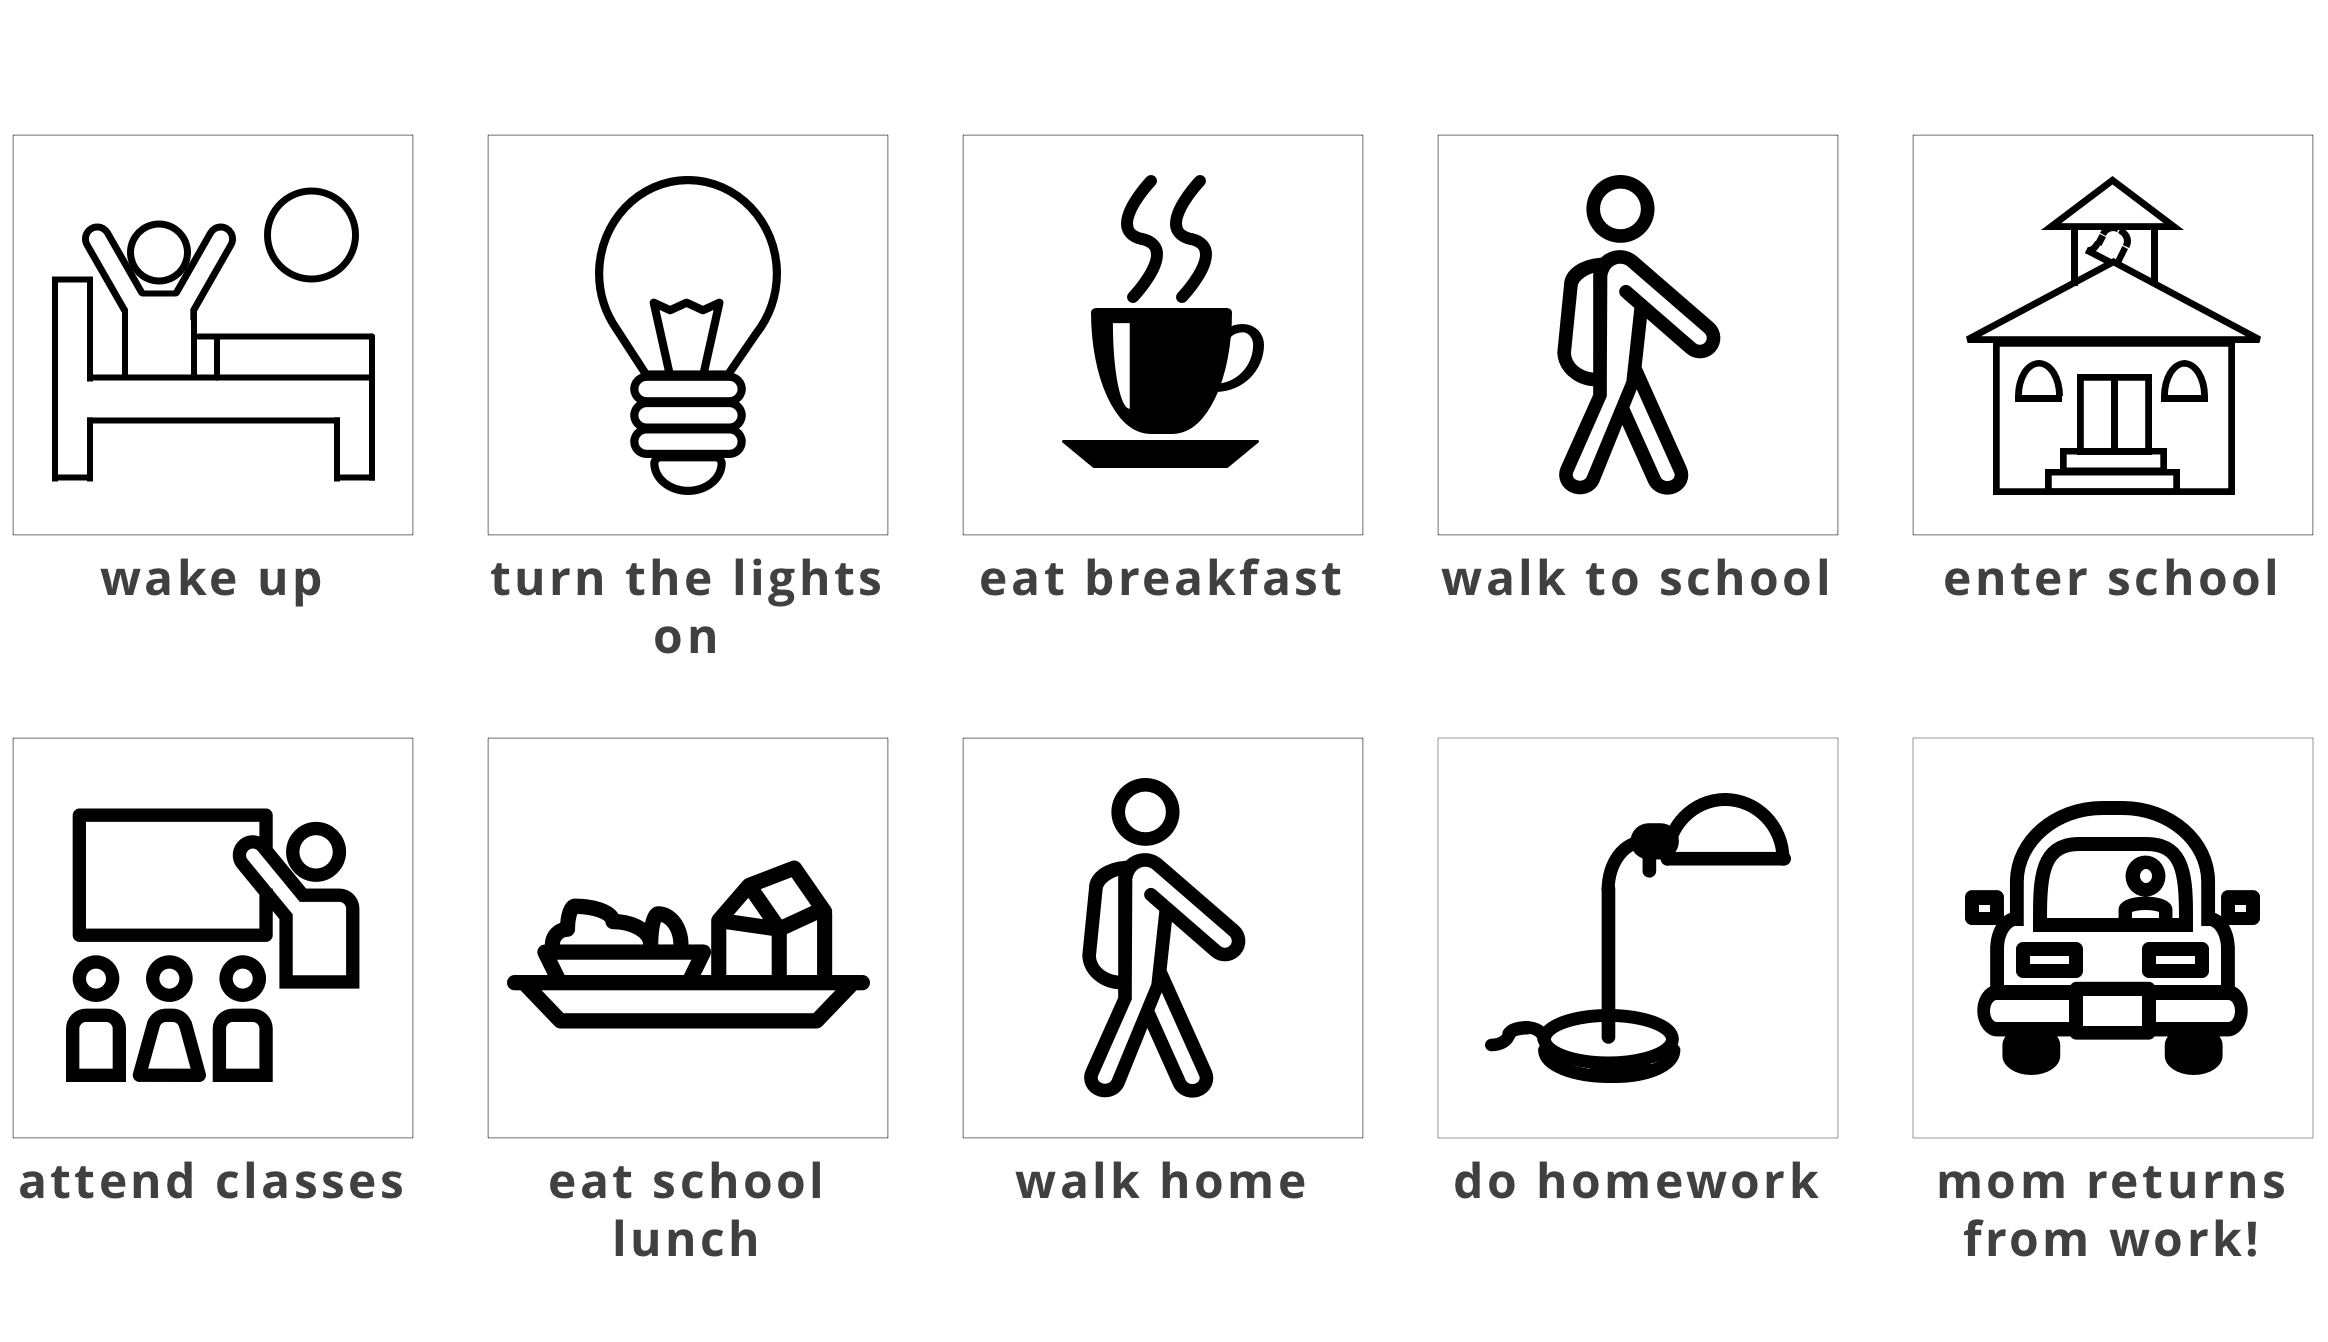 wake up
turn the lights
on
eat breakfast
walk to school
enter school
attend classes
eat school
lunch
walk home
do homework
mom returns
from work!